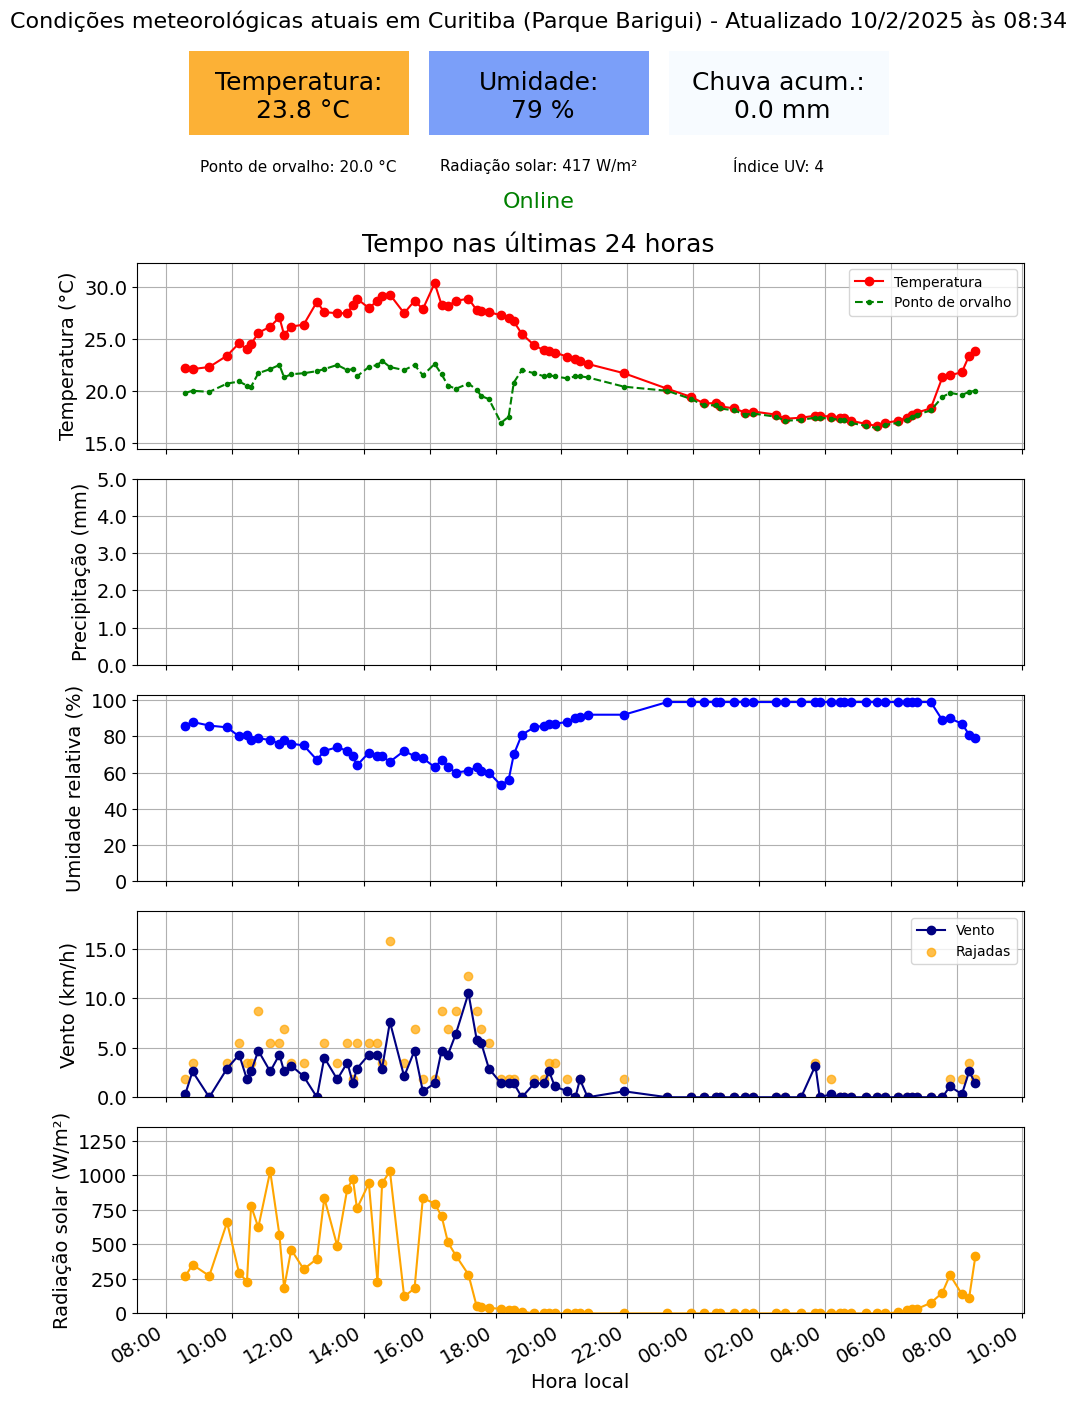 Condições meteorológicas atuais em Curitiba (Parque Barigui) - Atualizado 10/2/2025 às 08:34
Temperatura:
23.8 °C
Umidade:
79 %
Chuva acum.:
0.0 mm
Ponto de orvalho: 20.0 °C
Radiação solar: 417 W/m²
Índice UV: 4
Online
Tempo nas últimas 24 horas
Temperatura (°C)
30.0
25.0
20.0
15.0
Temperatura
Ponto de orvalho
Precipitação (mm)
5.0
4.0
3.0
2.0
1.0
0.0
Umidade relativa (%)
100
80
60
40
20
0
Vento (km/h)
15.0
10.0
5.0
0.0
Vento
Rajadas
Radiação solar (W/m²)
1250
1000
750
500
250
0
08:00
10:00
12:00
14:00
16:00
18:00
20:00
22:00
00:00
02:00
04:00
06:00
08:00
10:00
Hora local